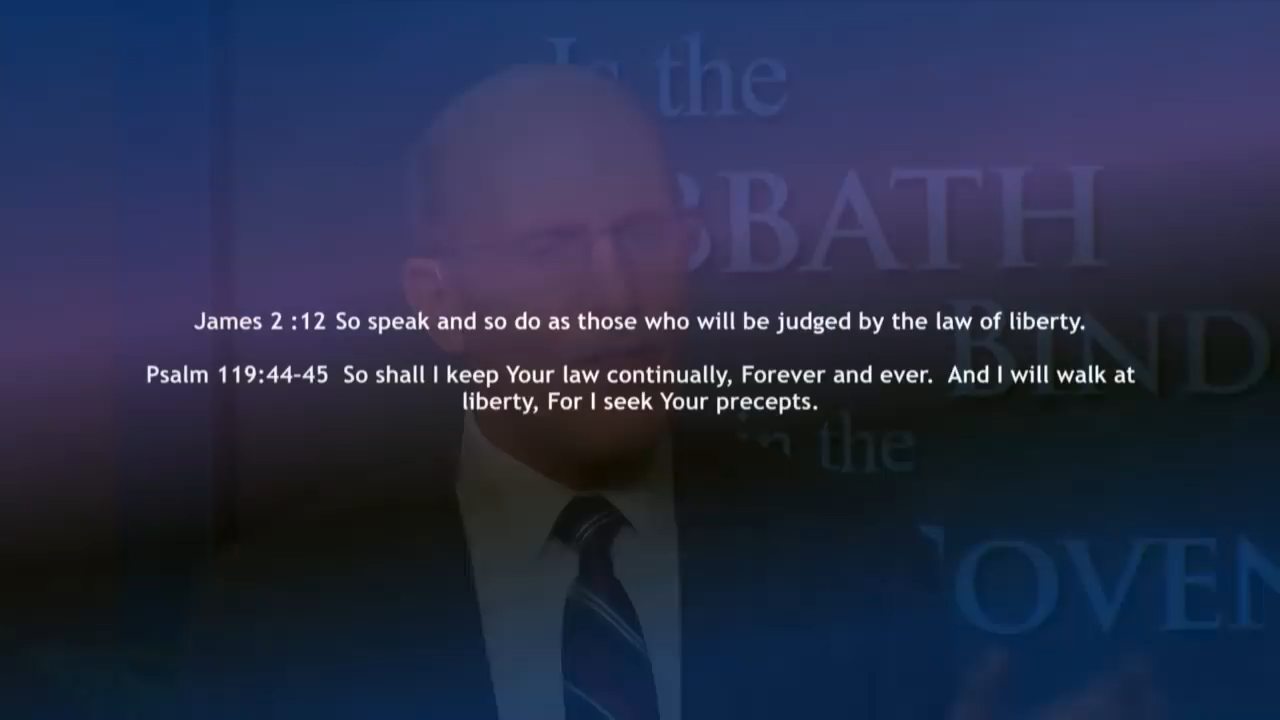 Is the
BBATH
James 2 :12 So speak and so do as those who will be judged by the law of liberty.
BIND
Psalm 119:44-45  So shall I keep Your law continually, Forever and ever.  And I will walk at
liberty, For I seek Your precepts.
in the
OVEN